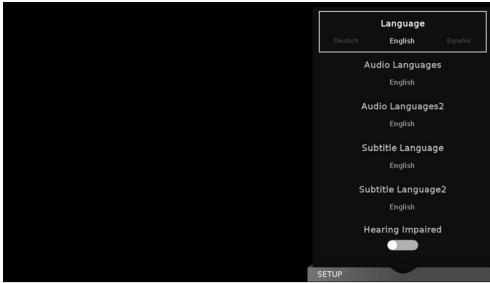 Language
Deutsch English Español
Audio Languages
English
Audio Languages2
English
Subtitle Language
English
Subtitle Language2
English
Hearing Impaired
SETUP